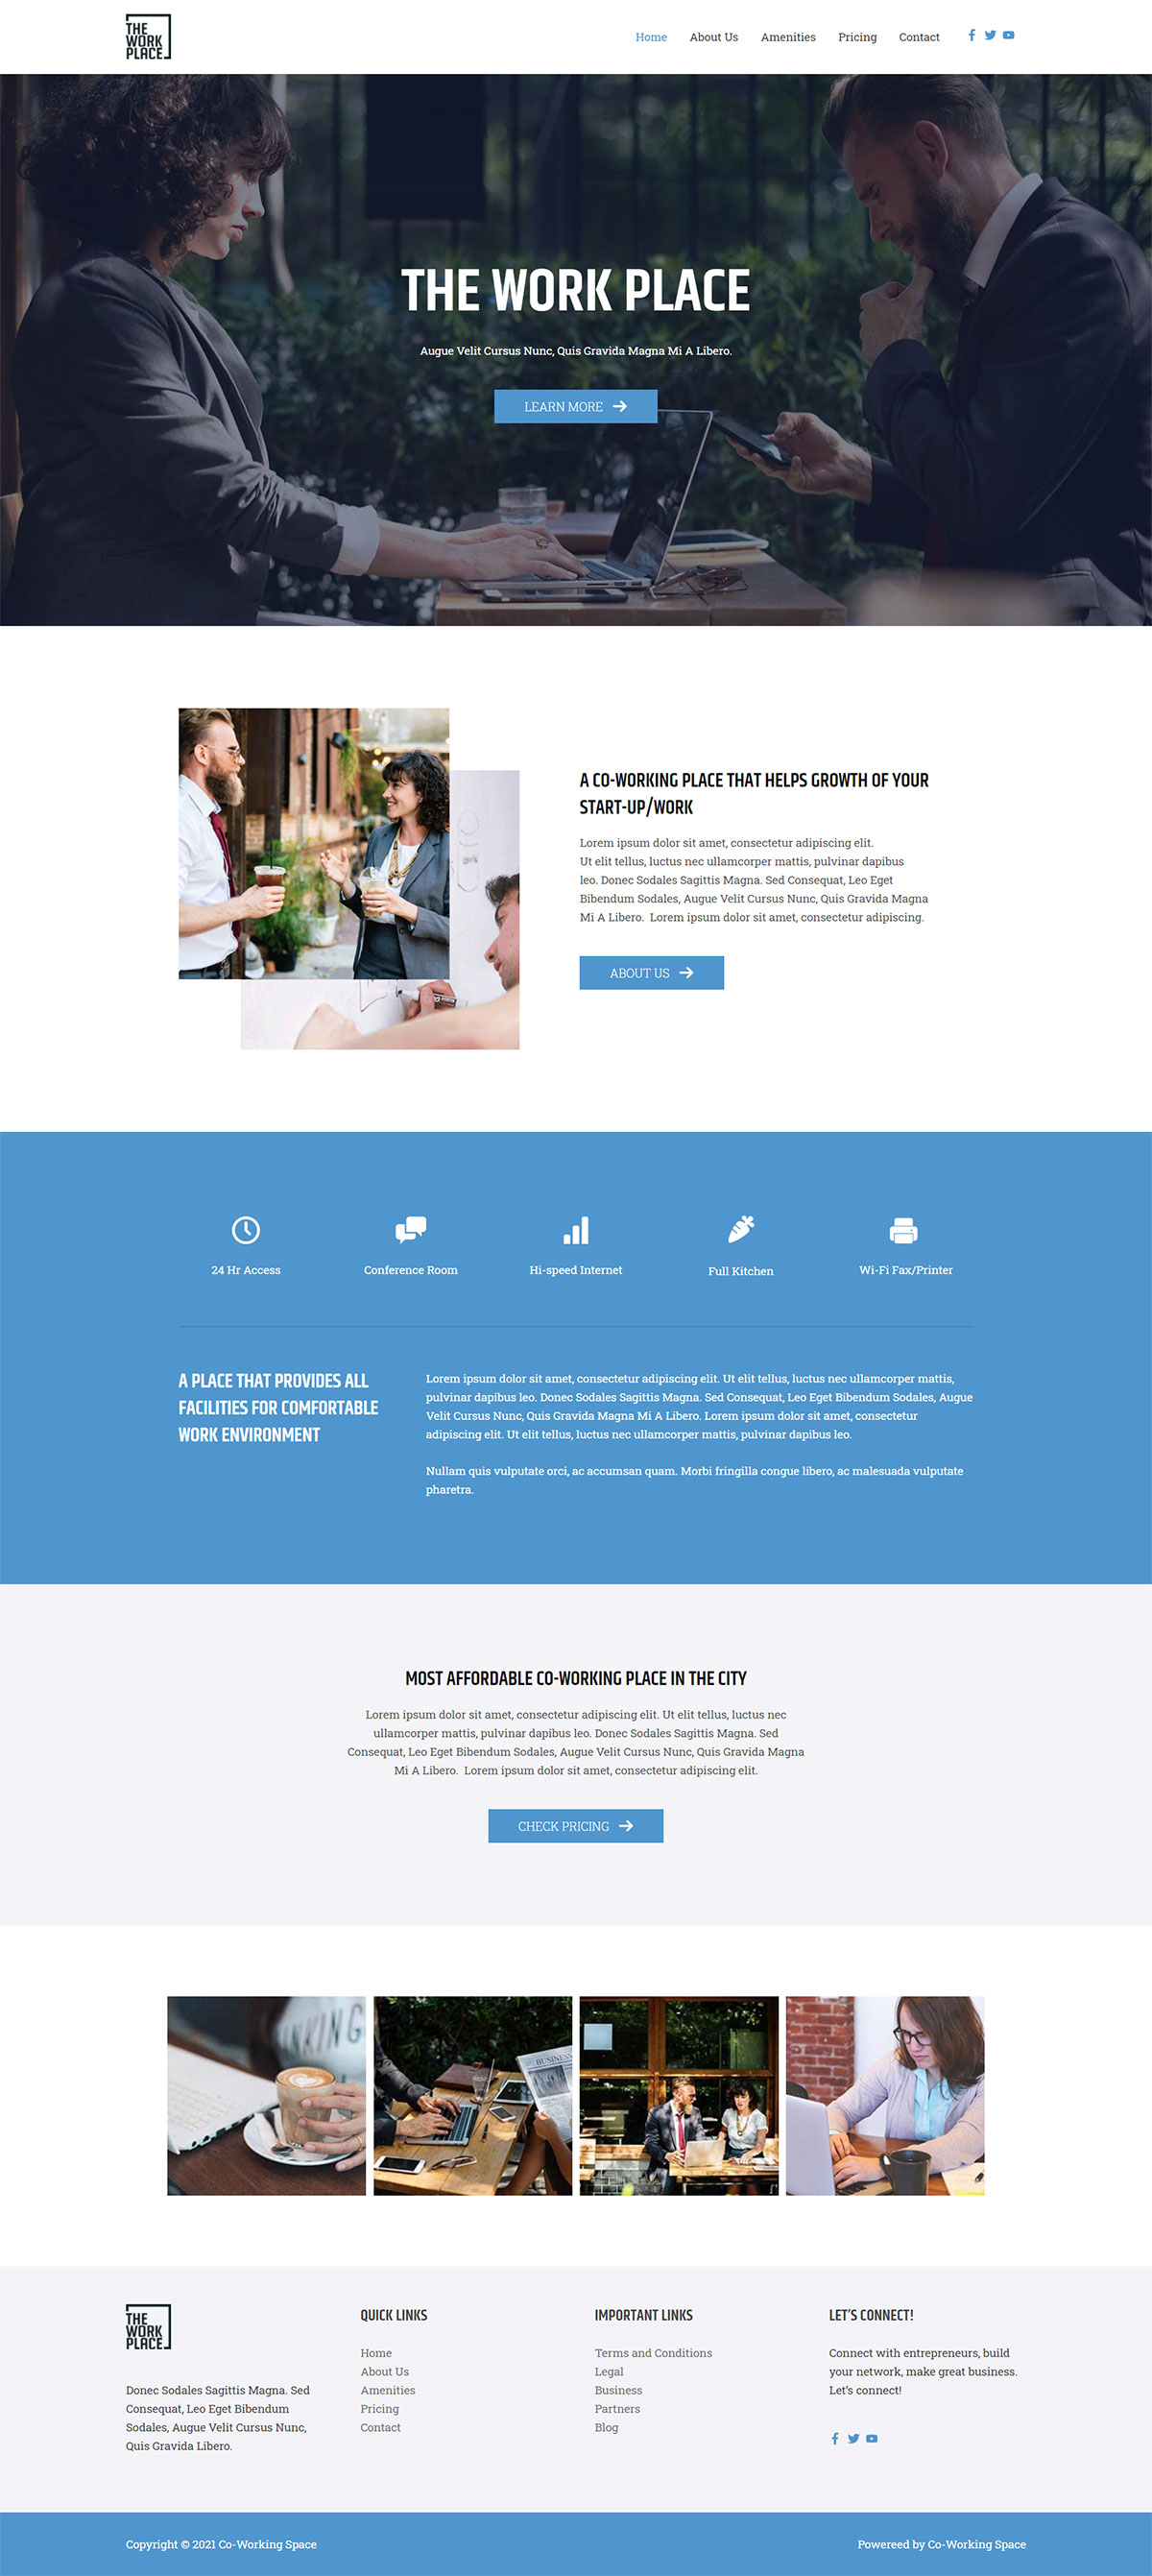 THE
WORK
PLACE
Home About Us Amenities Pricing Contact
THE WORK PLACE
Augue Velit Cursus Nunc, Quis Gravida Magna Mi A Libero.
LEARN MORE
A CO-WORKING PLACE THAT HELPS GROWTH OF YOUR
START-UP/WORK
Lorem ipsum dolor sit amet, consectetur adipiscing elit.
Ut elit tellus, luctus nec ullamcorper mattis, pulvinar dapibus
leo. Donec Sodales Sagittis Magna. Sed Consequat, Leo Eget
Bibendum Sodales, Augue Velit Cursus Nunc, Quis Gravida Magna
Mi A Libero. Lorem ipsum dolor sit amet, consectetur adipiscing.
ABOUT US
24 Hr Access
Conference Room
Hi-speed Internet
Full Kitchen
Wi-Fi Fax/Printer
A PLACE THAT PROVIDES ALL
FACILITIES FOR COMFORTABLE
WORK ENVIRONMENT
Lorem ipsum dolor sit amet, consectetur adipiscing elit. Ut elit tellus, luctus nec ullamcorper mattis,
pulvinar dapibus leo. Donec Sodales Sagittis Magna. Sed Consequat, Leo Eget Bibendum Sodales, Augue
Velit Cursus Nunc, Quis Gravida Magna Mi A Libero. Lorem ipsum dolor sit amet, consectetur
adipiscing elit. Ut elit tellus, luctus nec ullamcorper mattis, pulvinar dapibus leo.
Nullam quis vulputate orci, ac accumsan quam. Morbi fringilla congue libero, ac malesuada vulputate
pharetra.
MOST AFFORDABLE CO-WORKING PLACE IN THE CITY
Lorem ipsum dolor sit amet, consectetur adipiscing elit. Ut elit tellus, luctus nec
ullamcorper mattis, pulvinar dapibus leo. Donec Sodales Sagittis Magna. Sed
Consequat, Leo Eget Bibendum Sodales, Augue Velit Cursus Nunc, Quis Gravida Magna
Mi A Libero. Lorem ipsum dolor sit amet, consectetur adipiscing elit.
CHECK PRICING
BUSINESS
THE
WORK
PLACE
Donec Sodales Sagittis Magna. Sed
Consequat, Leo Eget Bibendum
Sodales, Augue Velit Cursus Nunc,
Quis Gravida Libero.
QUICK LINKS
Home
About Us
Amenities
Pricing
Contact
IMPORTANT LINKS
Terms and Conditions
Legal
Business
Partners
Blog
LET'S CONNECT!
Connect with entrepreneurs, build
your network, make great business.
Let's connect!
Copyright © 2021 Co-Working Space
Powereed by Co-Working Space